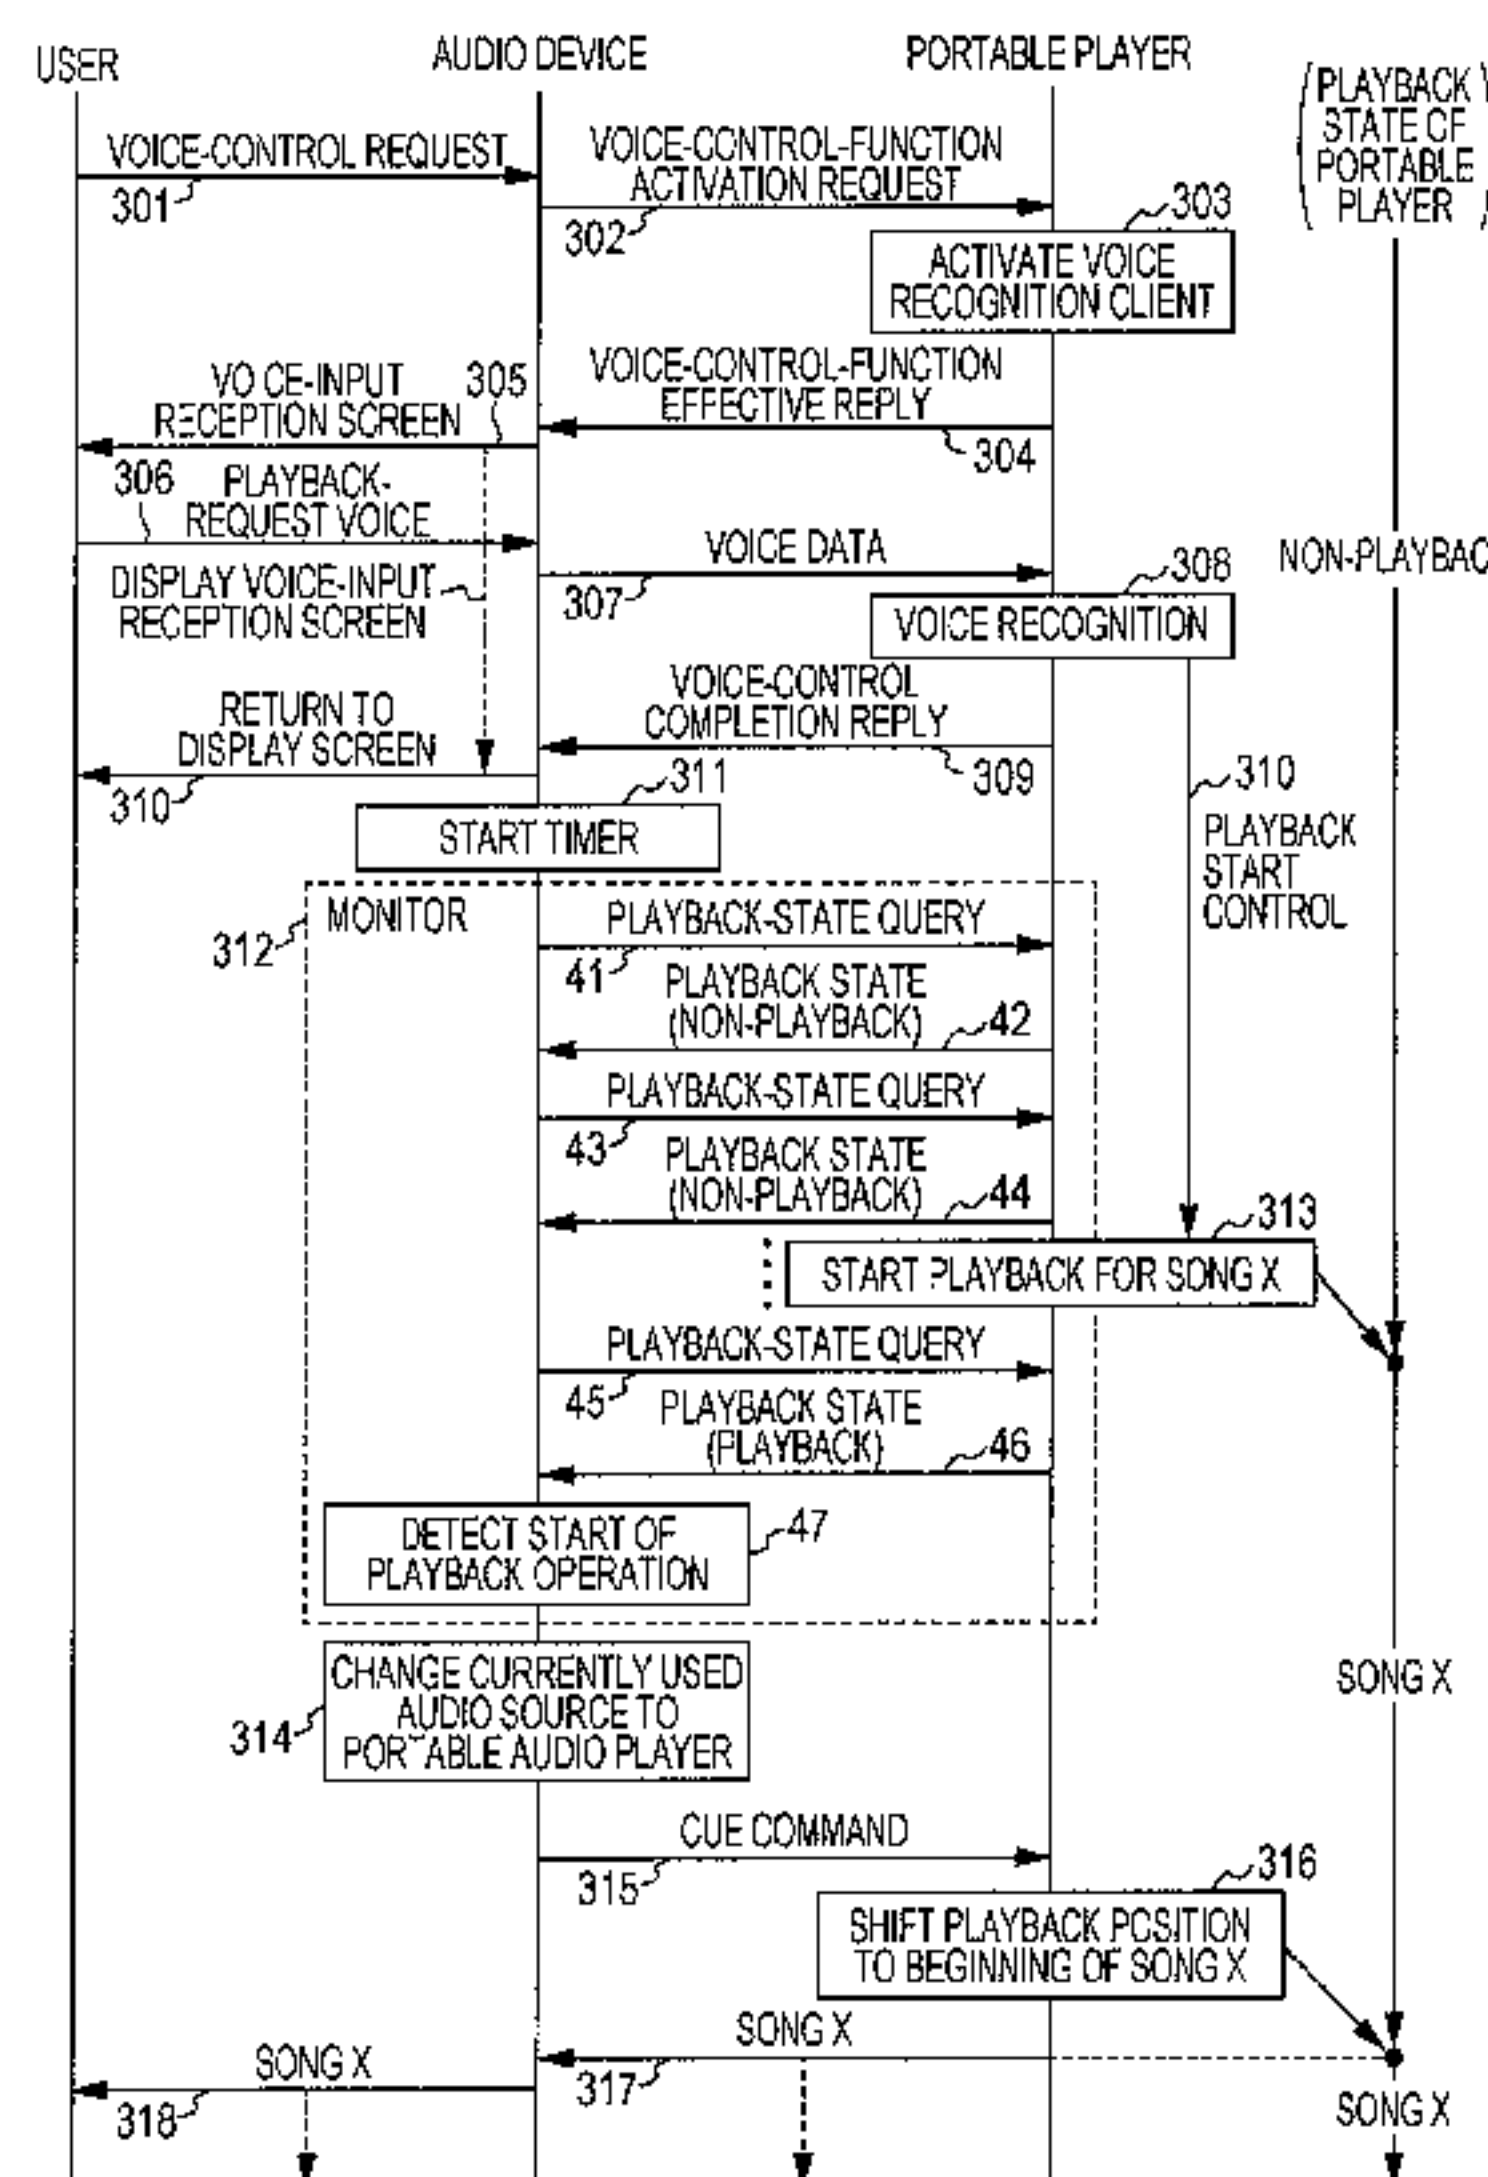 USER
AUDIO DEVICE
PORTABLE PLAYER
PLAYBACK
STATE OF
PORTABLE
PLAYER
VOICE-CONTROL REQUEST
301
VOICE-CONTROL-FUNCTION
ACTIVATION REQUEST
302
303
ACTIVATE VOICE
RECOGNITION CLIENT
VOICE-CONTROL-FUNCTION
EFFECTIVE REPLY
304
VOICE-INPUT
RECEPTION SCREEN
305
306
PLAYBACK-
REQUEST VOICE
VOICE DATA
307
308
VOICE RECOGNITION
NON-PLAYBAC
DISPLAY VOICE-INPUT
RECEPTION SCREEN
VOICE-CONTROL
COMPLETION REPLY
309
RETURN TO
DISPLAY SCREEN
310
310
PLAYBACK
START
CONTROL
311
START TIMER
312
MONITOR
PLAYBACK-STATE QUERY
41
PLAYBACK STATE
(NON-PLAYBACK)
42
PLAYBACK-STATE QUERY
43
PLAYBACK STATE
(NON-PLAYBACK)
44
313
START PLAYBACK FOR SONG X
PLAYBACK-STATE QUERY
45
PLAYBACK STATE
(PLAYBACK)
46
DETECT START OF
PLAYBACK OPERATION
47
SONG X
314
CHANGE CURRENTLY USED
AUDIO SOURCE TO
PORTABLE AUDIO PLAYER
CUE COMMAND
315
316
SHIFT PLAYBACK POSITION
TO BEGINNING OF SONG X
SONG X
317
SONG X
318
SONG X